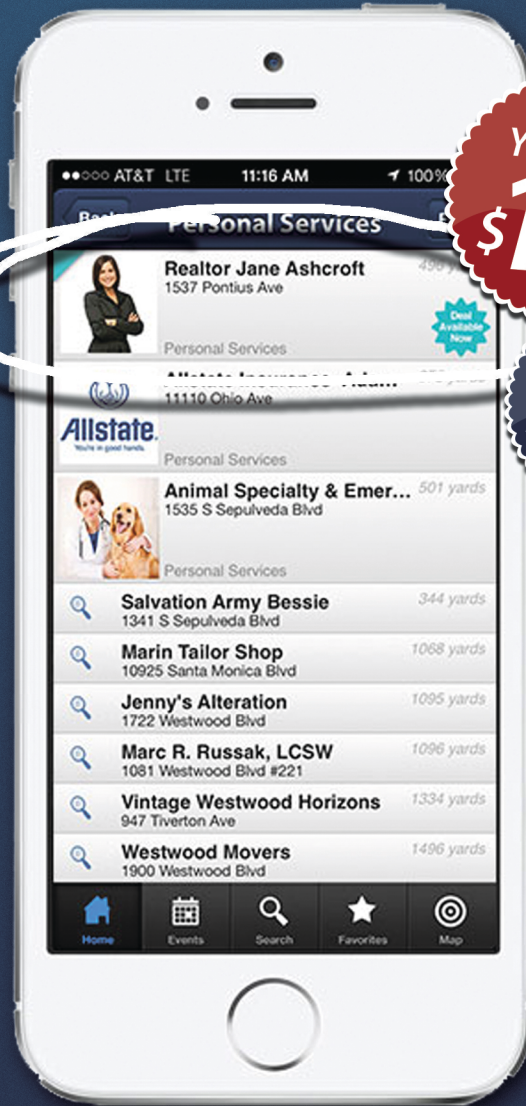 AT&T LTE 11:16 AM 100%
Personal Services
Realtor Jane Ashcroft
1537 Pontius Ave
Deal
Available
Now
Personal Services
Allstate Insurance
11110 Ohio Ave
Allstate.
You're in good hands.
Personal Services
Animal Specialty & Emer... 501 yards
1535 S Sepulveda Blvd
Personal Services
Salvation Army Bessie 344 yards
1341 S Sepulveda Blvd
Marin Tailor Shop 1068 yards
10925 Santa Monica Blvd
Jenny's Alteration 1095 yards
1722 Westwood Blvd
Marc R. Russak, LCSW 1096 yards
1081 Westwood Blvd #221
Vintage Westwood Horizons 1334 yards
947 Tiverton Ave
Westwood Movers 1496 yards
1900 Westwood Blvd
Home Events Search Favorites Map
$